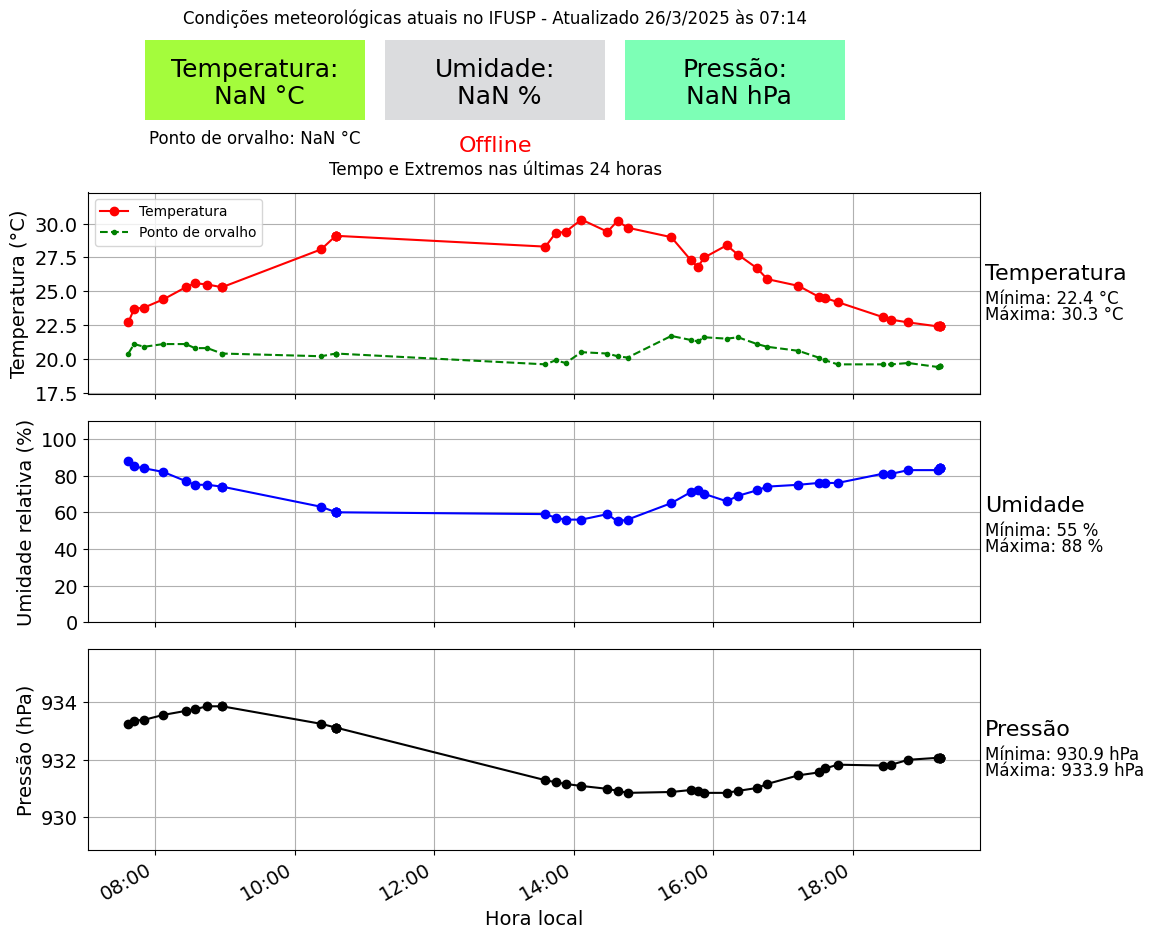 Condições meteorológicas atuais no IFUSP - Atualizado 26/3/2025 às 07:14
Temperatura:
NaN °C
Umidade:
NaN %
Pressão:
NaN hPa
Ponto de orvalho: NaN °C
Offline
Tempo e Extremos nas últimas 24 horas
Temperatura (°C)
30.0
27.5
25.0
22.5
20.0
17.5
Temperatura
Ponto de orvalho
Temperatura
Mínima: 22.4 °C
Máxima: 30.3 °C
Umidade relativa (%)
100
80
60
40
20
0
Umidade
Mínima: 55 %
Máxima: 88 %
Pressão (hPa)
934
932
930
Pressão
Mínima: 930.9 hPa
Máxima: 933.9 hPa
08:00
10:00
12:00
14:00
16:00
18:00
Hora local